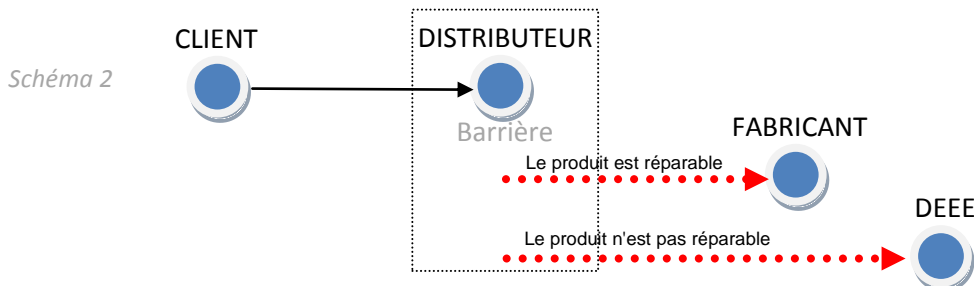 CLIENT
DISTRIBUTEUR
Schéma 2
Barrière
FABRICANT
Le produit est réparable
DEEE
Le produit n'est pas réparable